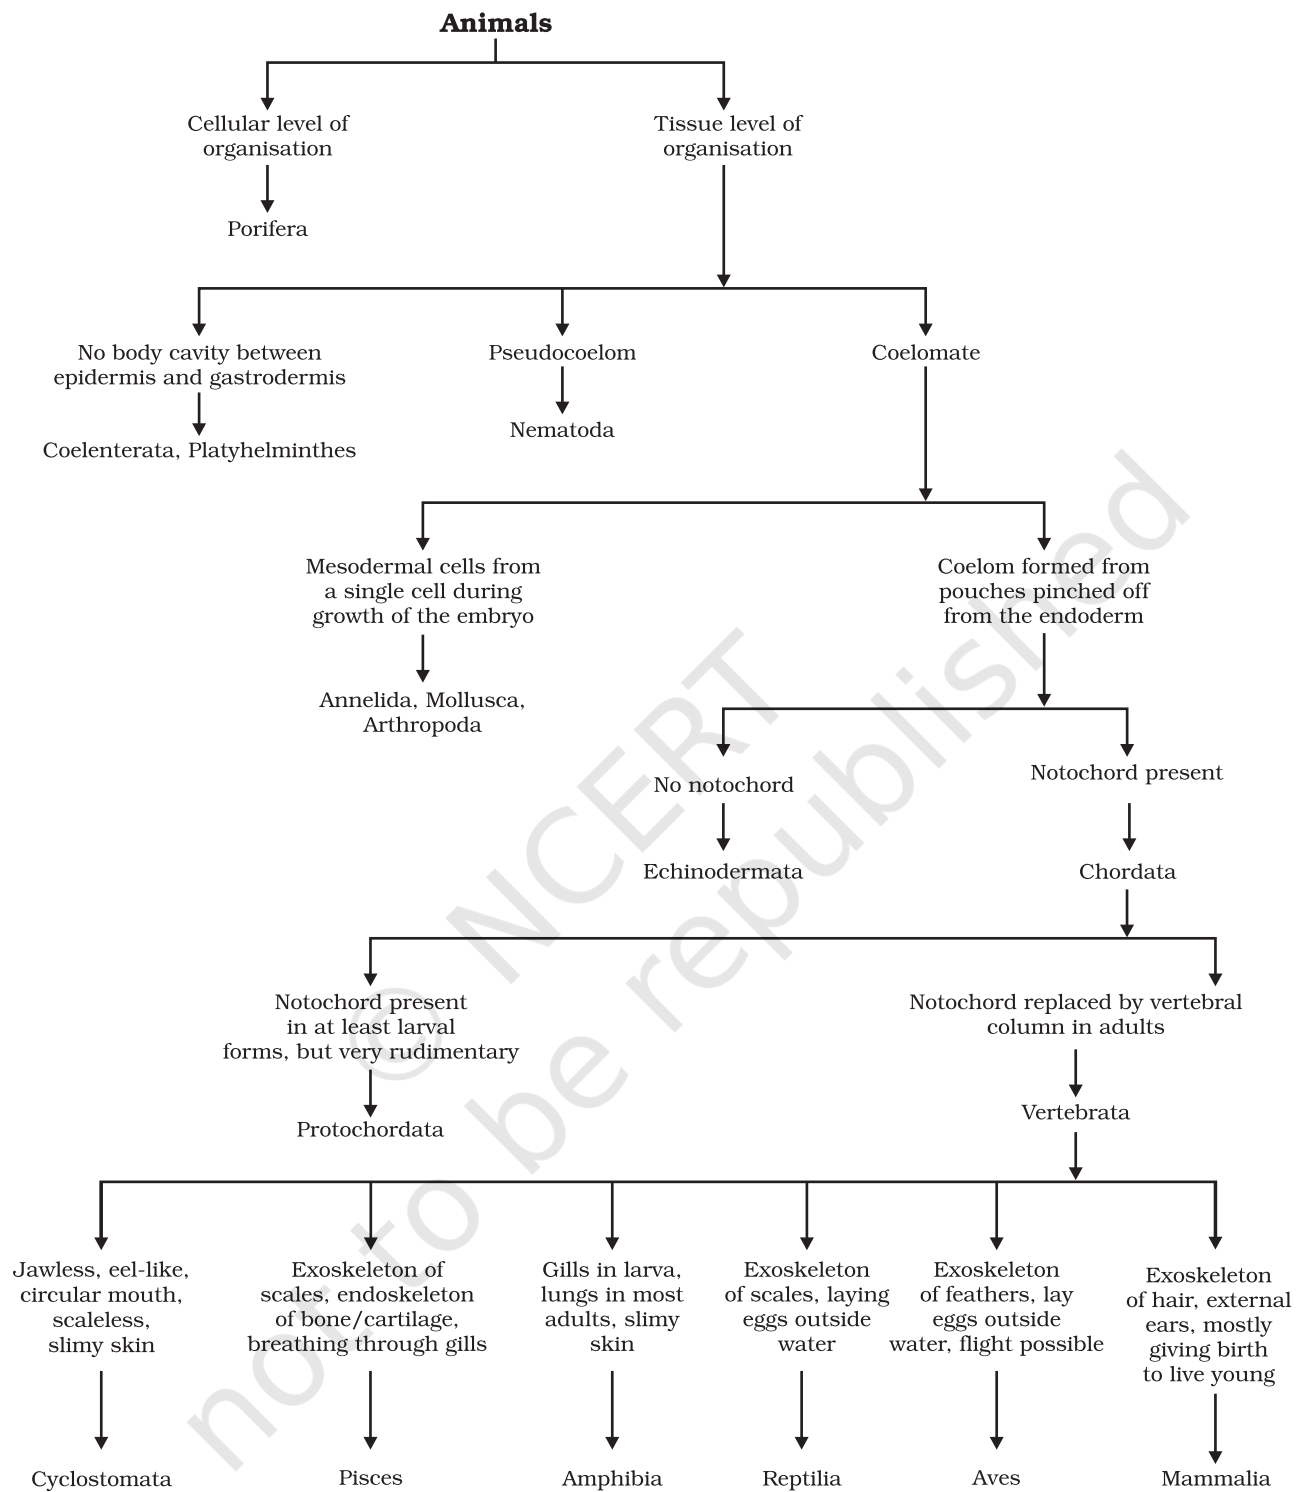 Animals
Cellular level of
organisation
Tissue level of
organisation
Porifera
No body cavity between
epidermis and gastrodermis
Pseudocoelom
Coelomate
Coelenterata, Platyhelminthes
Nematoda
Mesodermal cells from
a single cell during
growth of the embryo
Coelom formed from
pouches pinched off
from the endoderm
Annelida, Mollusca,
Arthropoda
No notochord
Notochord present
Echinodermata
Chordata
Notochord present
in at least larval
forms, but very rudimentary
Notochord replaced by vertebral
column in adults
Protochordata
Vertebrata
Jawless, eel-like,
circular mouth,
scaleless,
slimy skin
Exoskeleton of
scales, endoskeleton
of bone/cartilage,
breathing through gills
Gills in larva,
lungs in most
adults, slimy
skin
Exoskeleton
of scales, laying
eggs outside
water
Exoskeleton
of feathers, lay
eggs outside
water, flight possible
Exoskeleton
of hair, external
ears, mostly
giving birth
to live young
Cyclostomata
Pisces
Amphibia
Reptilia
Aves
Mammalia
© NCERT
not to be republished